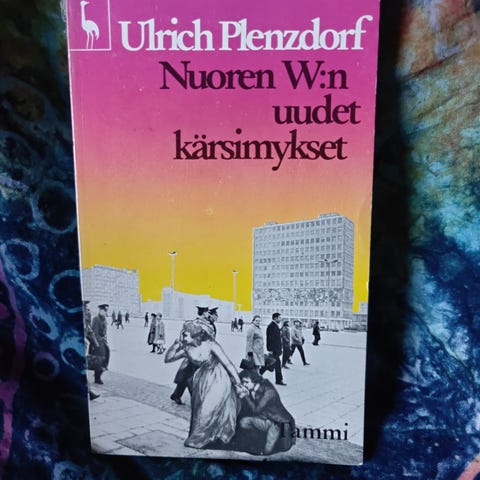 Ulrich Plenzdorf
Nuoren W:n
uudet
kärsimykset
Tammi